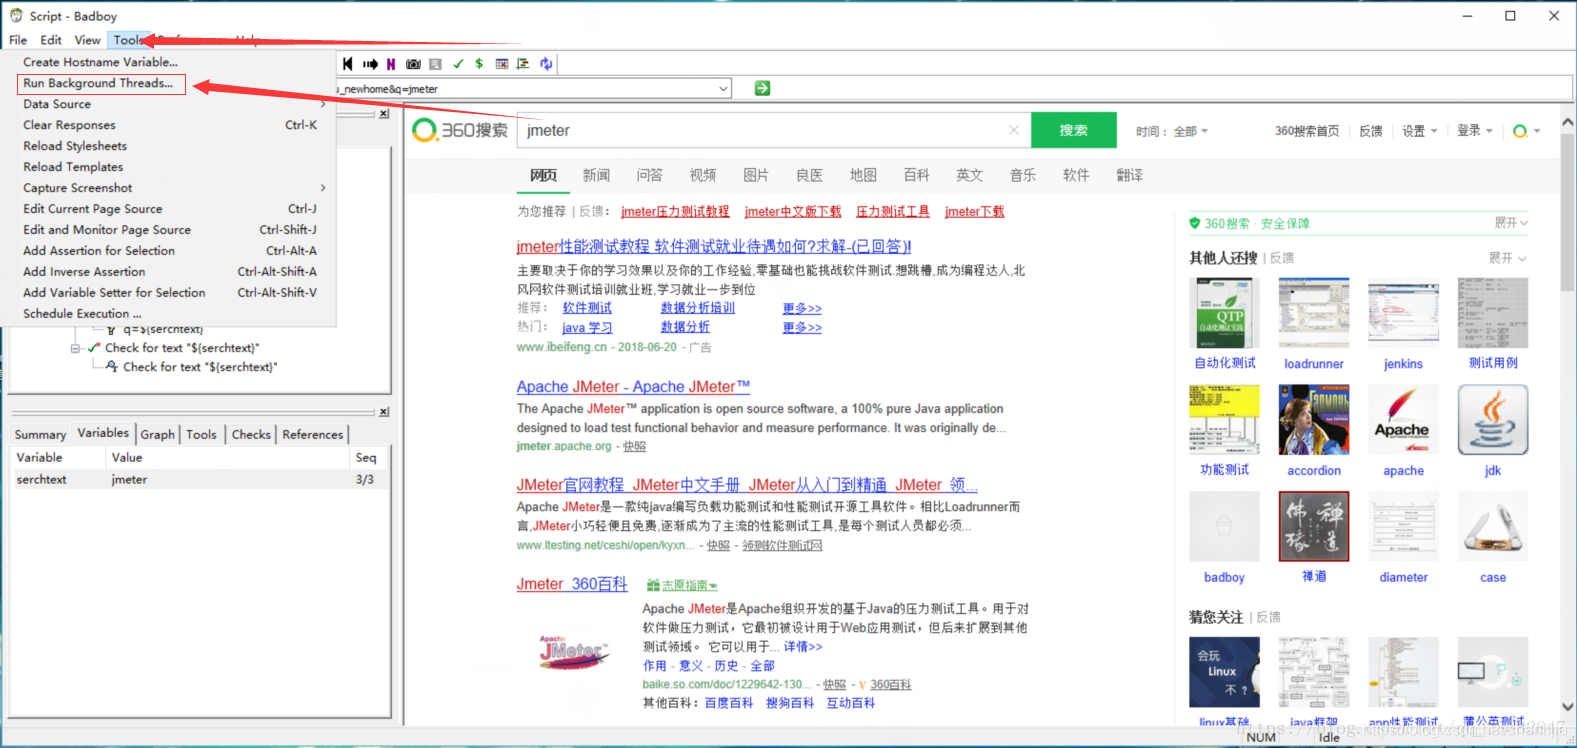 Script - Badboy
File Edit View Tools
Create Hostname Variable...
Run Background Threads...
Data Source
Clear Responses Ctrl-K
Reload Stylesheets
Reload Templates
Capture Screenshot
Edit Current Page Source Ctrl-J
Edit and Monitor Page Source Ctrl-Shift-J
Add Assertion for Selection Ctrl-Alt-A
Add Inverse Assertion Ctrl-Alt-Shift-A
Add Variable Setter for Selection Ctrl-Alt-Shift-V
Schedule Execution ...
q=${serchtext}
Check for text "${serchtext}"
Check for text "${serchtext}"
Summary Variables Graph Tools Checks References
Variable Value Seq
serchtext jmeter 3/3
u_newhome&q=jmeter
360搜索 jmeter 搜索 时间：全部 360搜索首页 反馈 设置 登录
网页 新闻 问答 视频 图片 良医 地图 百科 英文 音乐 软件 翻译
为您推荐 | 反馈： jmeter压力测试教程 jmeter中文版下载 压力测试工具 jmeter下载
jmeter性能测试教程 软件测试就业待遇如何?求解-(已回答)!
主要取决于你的学习效果以及你的工作经验,零基础也能挑战软件测试.想跳槽,成为编程达人,北
风网软件测试培训就业班,学习就业一步到位
推荐： 软件测试 数据分析培训 更多>>
热门： java 学习 数据分析 更多>>
www.ibeifeng.cn - 2018-06-20 - 广告
Apache JMeter - Apache JMeter™
The Apache JMeter™ application is open source software, a 100% pure Java application
designed to load test functional behavior and measure performance. It was originally de...
jmeter.apache.org - 快照
JMeter官网教程 JMeter中文手册 JMeter从入门到精通 JMeter 领...
Apache JMeter是一款纯java编写负载功能测试和性能测试开源工具软件。相比Loadrunner而
言,JMeter小巧轻便且免费,逐渐成为了主流的性能测试工具,是每个测试人员都必须...
www.ltesting.net/ceshi/open/kyxn... - 快照 - 领测软件测试网
Jmeter_360百科 志愿指南
Apache JMeter
Apache JMeter是Apache组织开发的基于Java的压力测试工具。用于对
软件做压力测试，它最初被设计用于Web应用测试，但后来扩展到其他
测试领域。 它可以用于... 详情>>
作用 - 意义 - 历史 - 全部
baike.so.com/doc/1229642-130... - 快照 - V 360百科
其他百科： 百度百科 搜狗百科 互动百科
360搜索 · 安全保障 展开
其他人还搜 | 反馈 展开
QTP
自动化测试实践
自动化测试 loadrunner jenkins 测试用例
Apache
功能测试 accordion apache jdk
badboy 禅道 diameter case
猜您关注 | 反馈
会玩
Linux
不 ?
linux基础 java框架 app性能测试 蒲公英测试
NUM Idle